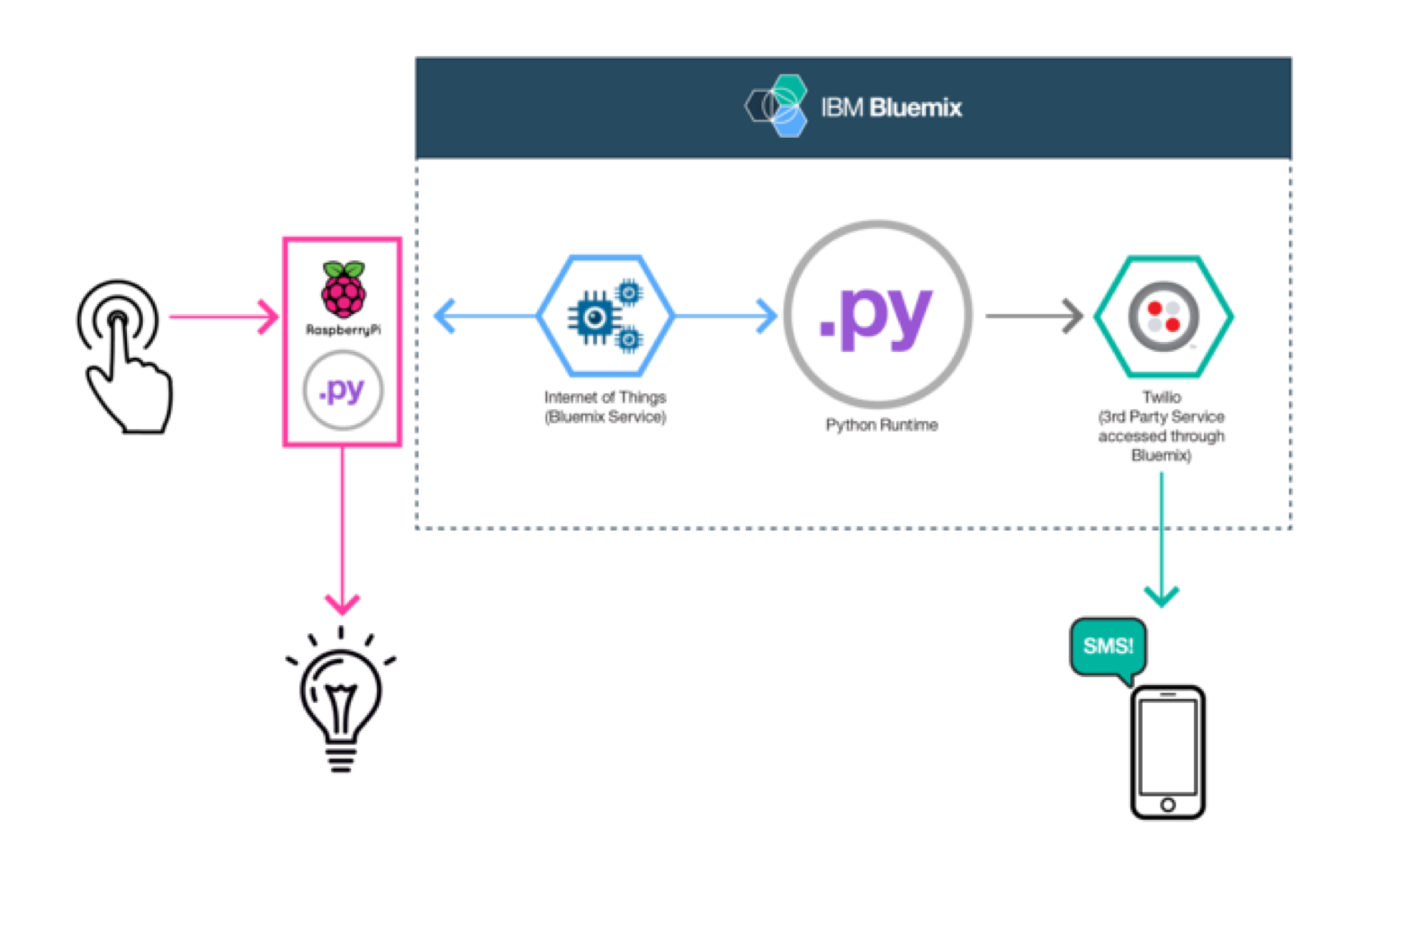 IBM Bluemix
RaspberryPi
.py
Internet of Things
(Bluemix Service)
.py
Python Runtime
Twilio
(3rd Party Service
accessed through
Bluemix)
SMS!